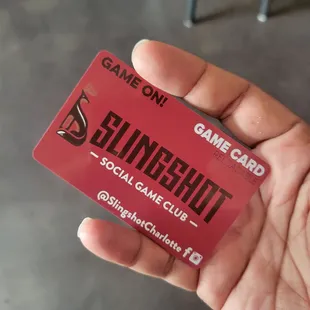 GAME ON!
SLINGSHOT
— SOCIAL GAME CLUB —
@SlingshotCharlotte
GAME CARD